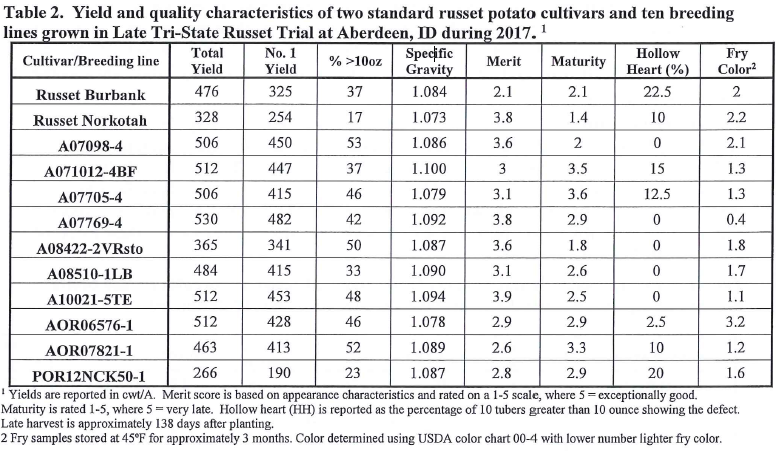 Table 2. Yield and quality characteristics of two standard russet potato cultivars and ten breeding
lines grown in Late Tri-State Russet Trial at Aberdeen, ID during 2017. 1
Cultivar/Breeding line Total Yield No. 1 Yield % >10oz Specific Gravity Merit Maturity Hollow Heart (%) Fry Color2
Russet Burbank 476 325 37 1.084 2.1 2.1 22.5 2
Russet Norkotah 328 254 17 1.073 3.8 1.4 10 2.2
A07098-4 506 450 53 1.086 3.6 2 0 2.1
A071012-4BF 512 447 37 1.100 3 3.5 15 1.3
A07705-4 506 415 46 1.079 3.1 3.6 12.5 1.3
A07769-4 530 482 42 1.092 3.8 2.9 0 0.4
A08422-2VRsto 365 341 50 1.087 3.6 1.8 0 1.8
A08510-1LB 484 415 33 1.090 3.1 2.6 0 1.7
A10021-5TE 512 453 48 1.094 3.9 2.5 0 1.1
AOR06576-1 512 428 46 1.078 2.9 2.9 2.5 3.2
AOR07821-1 463 413 52 1.089 2.6 3.3 10 1.2
POR12NCK50-1 266 190 23 1.087 2.8 2.9 20 1.6
1 Yields are reported in cwt/A. Merit score is based on appearance characteristics and rated on a 1-5 scale, where 5 = exceptionally good.
Maturity is rated 1-5, where 5 = very late. Hollow heart (HH) is reported as the percentage of 10 tubers greater than 10 ounce showing the defect.
Late harvest is approximately 138 days after planting.
2 Fry samples stored at 45°F for approximately 3 months. Color determined using USDA color chart 00-4 with lower number lighter fry color.